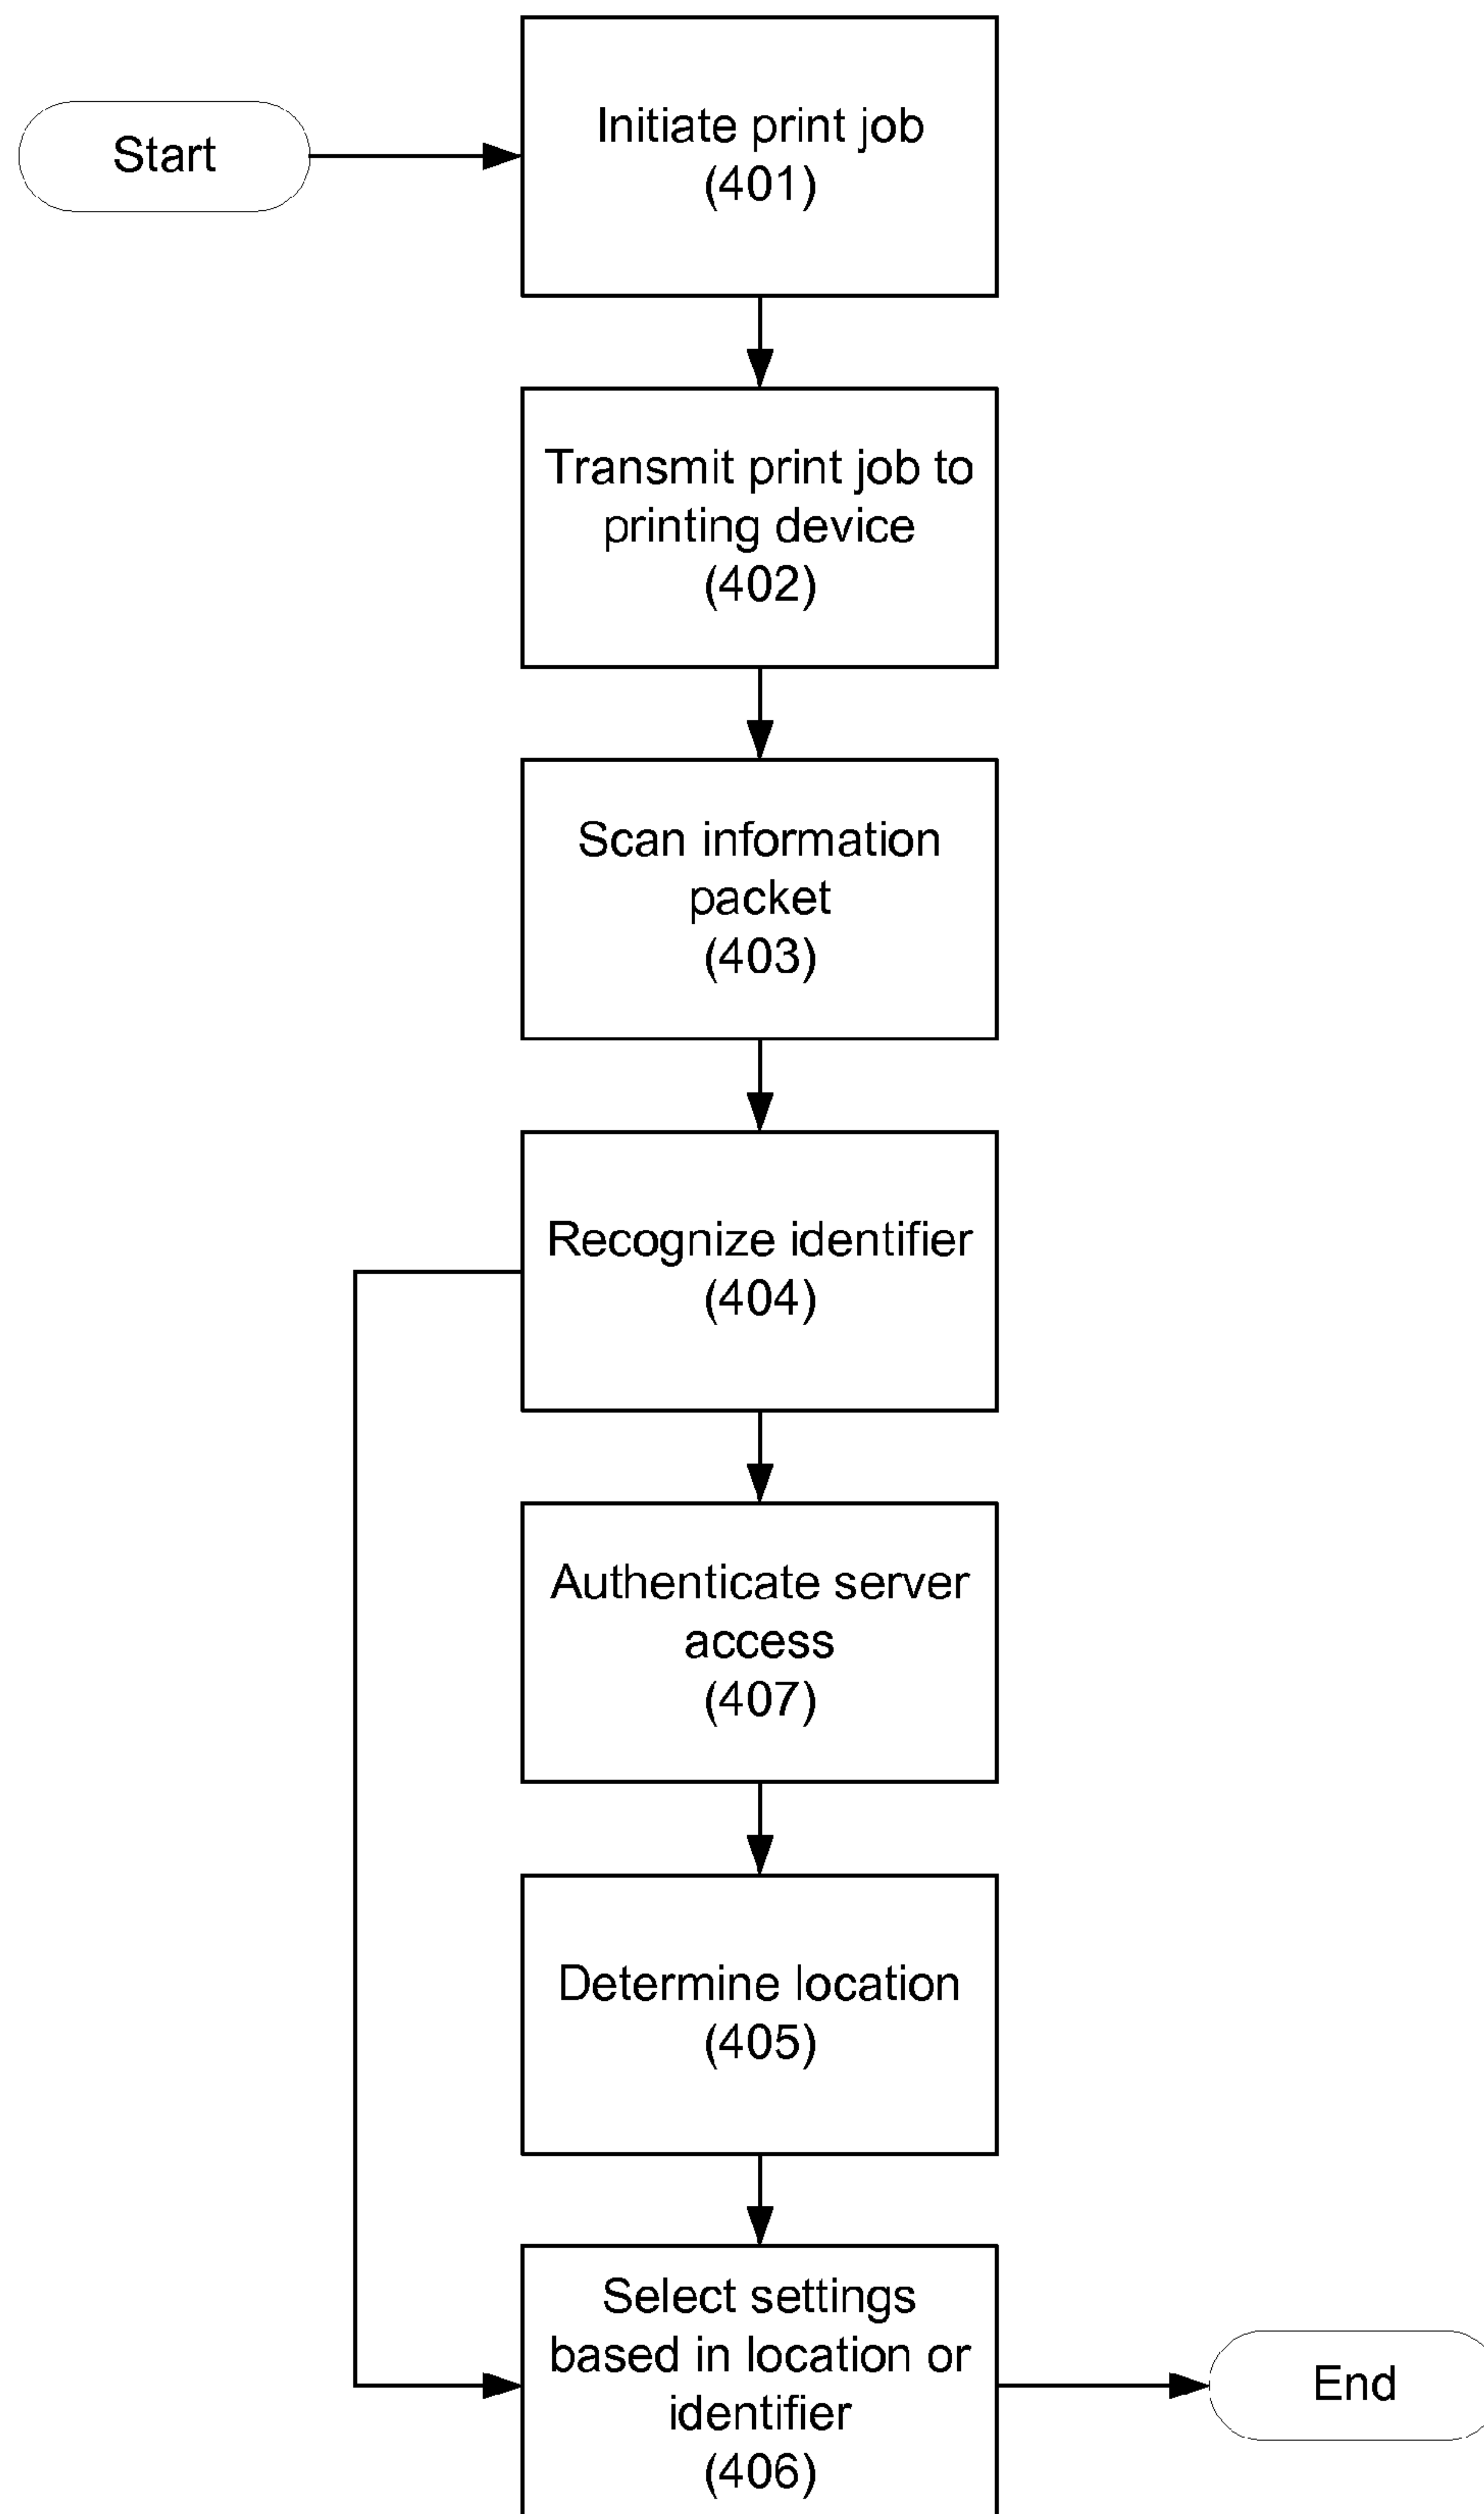 Start
Initiate print job
(401)
Transmit print job to
printing device
(402)
Scan information
packet
(403)
Recognize identifier
(404)
Authenticate server
access
(407)
Determine location
(405)
Select settings
based in location or
identifier
(406)
End